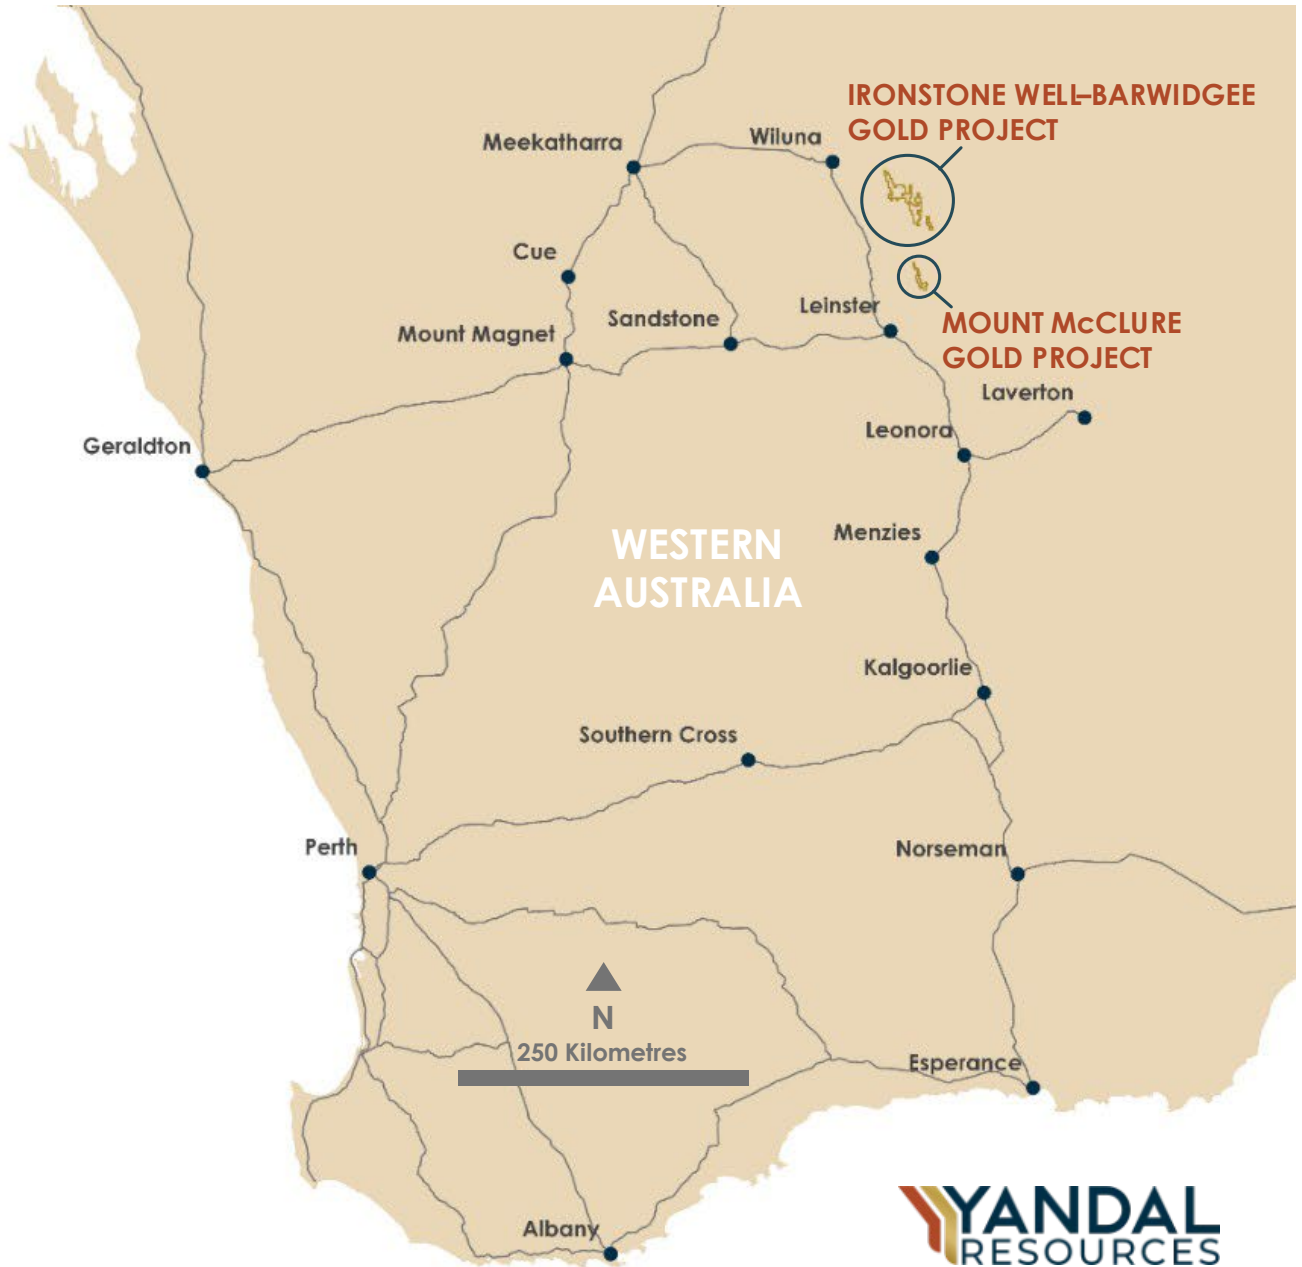 IRONSTONE WELL–BARWIDGEE
GOLD PROJECT
Wiluna
Meekatharra
Cue
Leinster
Sandstone
Mount Magnet
MOUNT McCLURE
GOLD PROJECT
Laverton
Leonora
Geraldton
WESTERN
AUSTRALIA
Menzies
Kalgoorlie
Southern Cross
Perth
Norseman
N
250 Kilometres
Esperance
Albany
YANDAL
RESOURCES